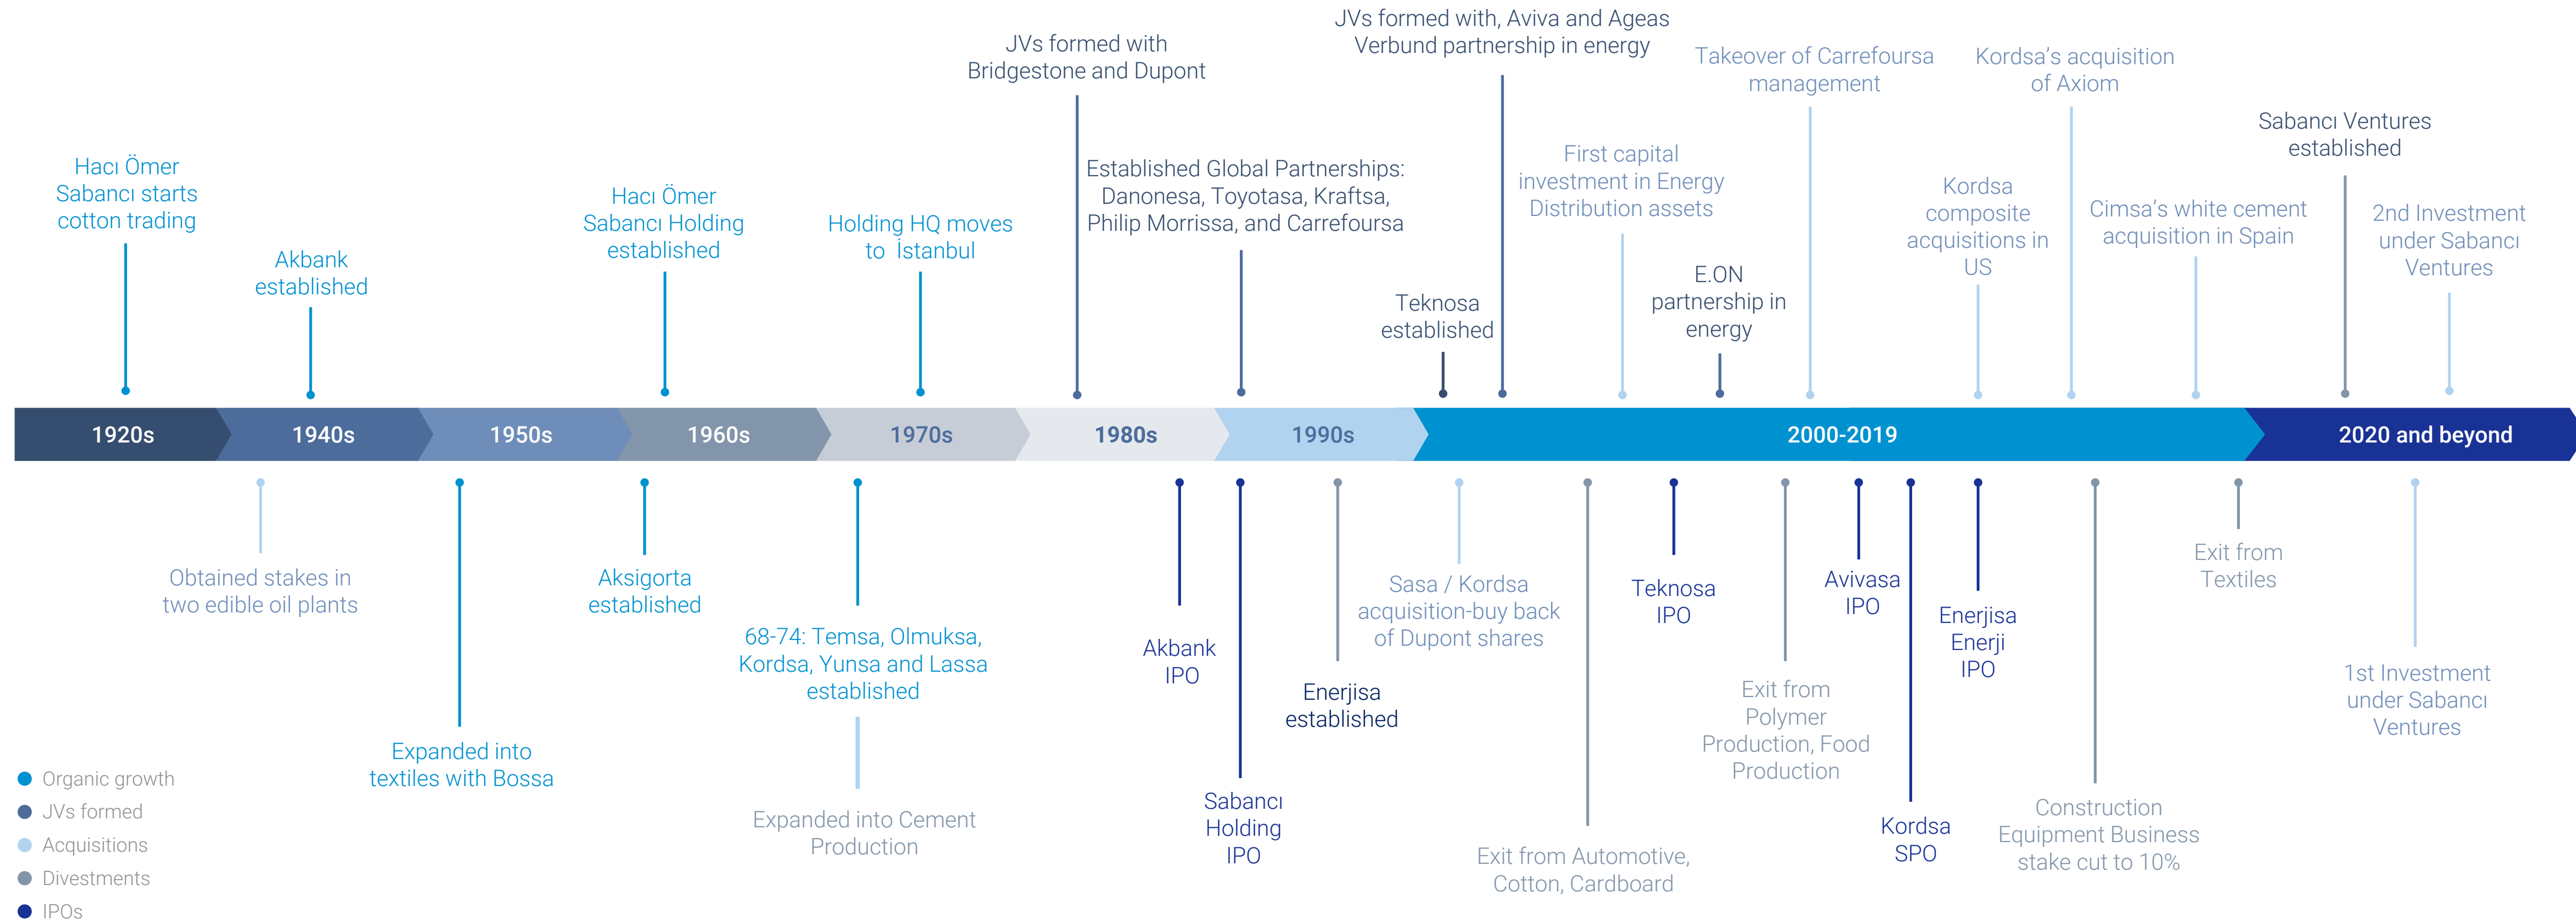 JVs formed with
Bridgestone and Dupont
JVs formed with, Aviva and Ageas
Verbund partnership in energy
Takeover of Carrefoursa
management
Kordsa's acquisition
of Axiom
Sabancı Ventures
established
Hacı Ömer
Sabancı starts
cotton trading
Akbank
established
Hacı Ömer
Sabancı Holding
established
Holding HQ moves
to İstanbul
Established Global Partnerships:
Danonesa, Toyotasa, Kraftsa,
Philip Morrissa, and Carrefoursa
Teknosa
established
First capital
investment in Energy
Distribution assets
E.ON
partnership in
energy
Kordsa
composite
acquisitions in
US
Cimsa's white cement
acquisition in Spain
2nd Investment
under Sabancı
Ventures
1920s
1940s
1950s
1960s
1970s
1980s
1990s
2000-2019
2020 and beyond
Obtained stakes in
two edible oil plants
Expanded into
textiles with Bossa
Aksigorta
established
68-74: Temsa, Olmuksa,
Kordsa, Yunsa and Lassa
established
Expanded into Cement
Production
Akbank
IPO
Sabancı
Holding
IPO
Enerjisa
established
Sasa / Kordsa
acquisition-buy back
of Dupont shares
Exit from Automotive,
Cotton, Cardboard
Teknosa
IPO
Exit from
Polymer
Production, Food
Production
Avivasa
IPO
Kordsa
SPO
Enerjisa
Enerji
IPO
Construction
Equipment Business
stake cut to 10%
Exit from
Textiles
1st Investment
under Sabancı
Ventures
Organic growth
JVs formed
Acquisitions
Divestments
IPOs